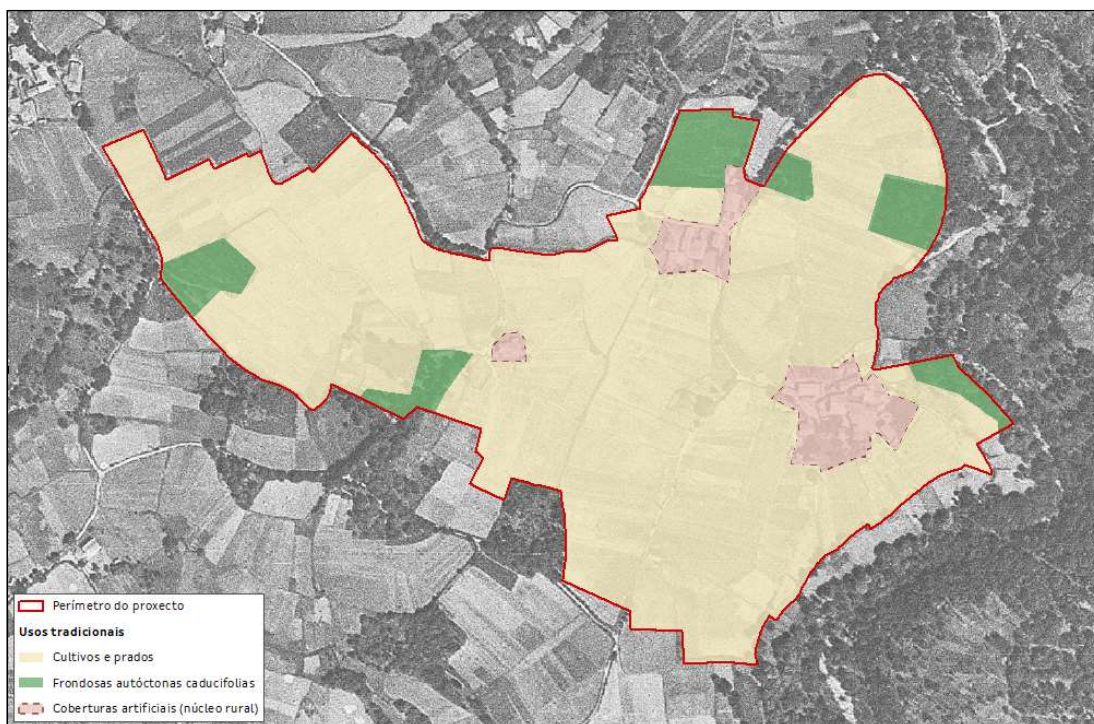 Perímetro do proxecto
Usos tradicionais
Cultivos e prados
Frondosas autóctonas caducifolias
Coberturas artificiais (núcleo rural)